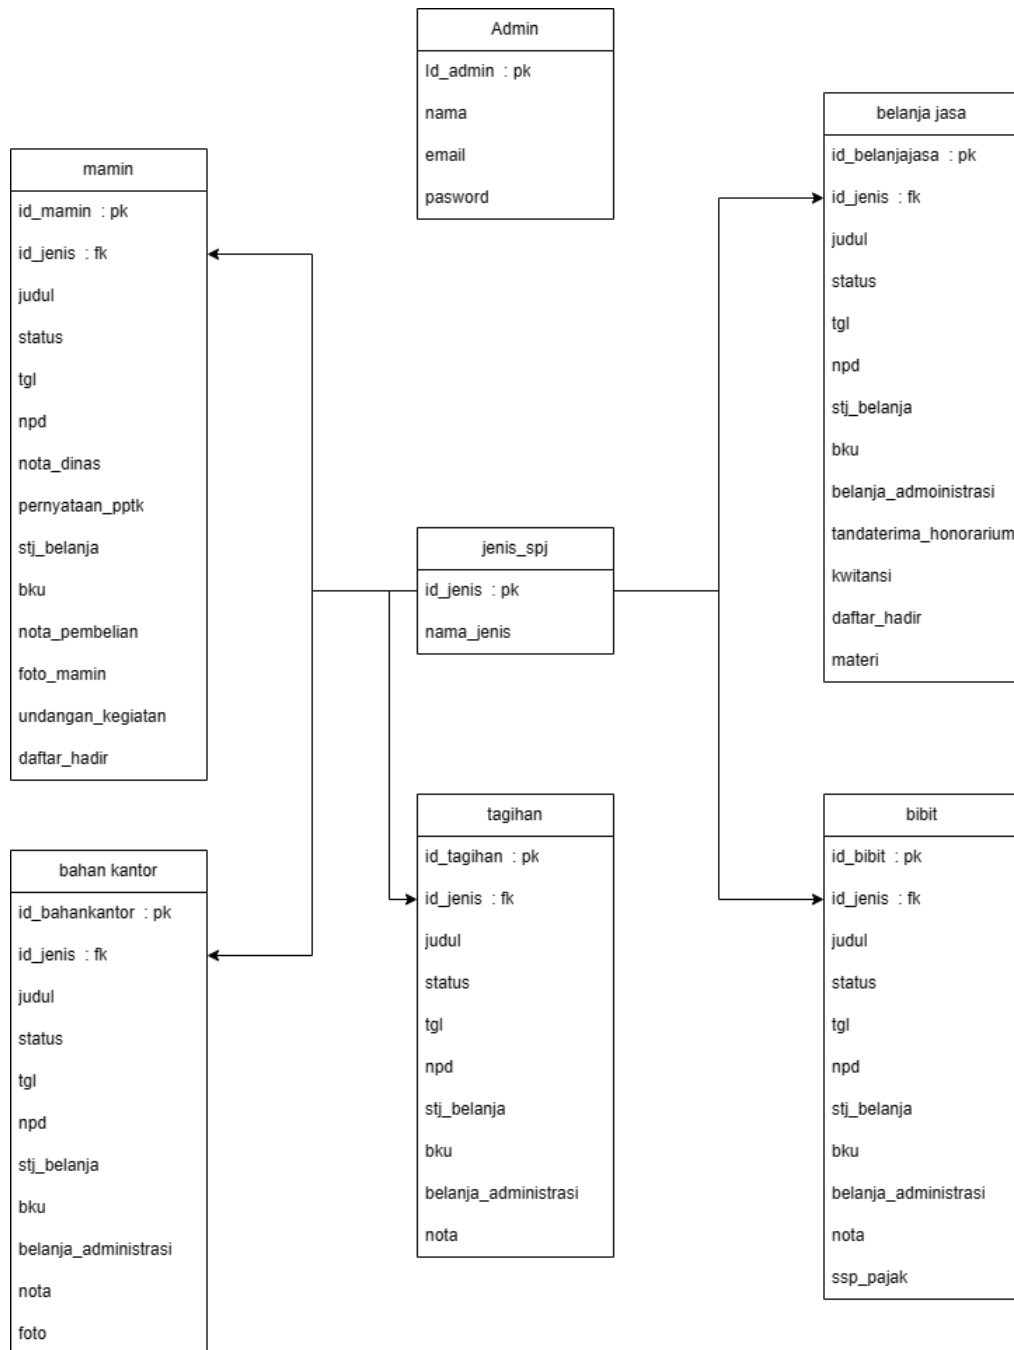 Admin
Id_admin : pk
nama
email
pasword
mamin
id_mamin : pk
id_jenis : fk
judul
status
tgl
npd
nota_dinas
pernyataan_pptk
stj_belanja
bku
nota_pembelian
foto_mamin
undangan_kegiatan
daftar_hadir
belanja jasa
id_belanjajasa : pk
id_jenis : fk
judul
status
tgl
npd
stj_belanja
bku
belanja_admoinistrasi
tandaterima_honorarium
kwitansi
daftar_hadir
materi
jenis_spj
id_jenis : pk
nama_jenis
bahan kantor
id_bahankantor : pk
id_jenis : fk
judul
status
tgl
npd
stj_belanja
bku
belanja_administrasi
nota
foto
tagihan
id_tagihan : pk
id_jenis : fk
judul
status
tgl
npd
stj_belanja
bku
belanja_administrasi
nota
bibit
id_bibit : pk
id_jenis : fk
judul
status
tgl
npd
stj_belanja
bku
belanja_administrasi
nota
ssp_pajak